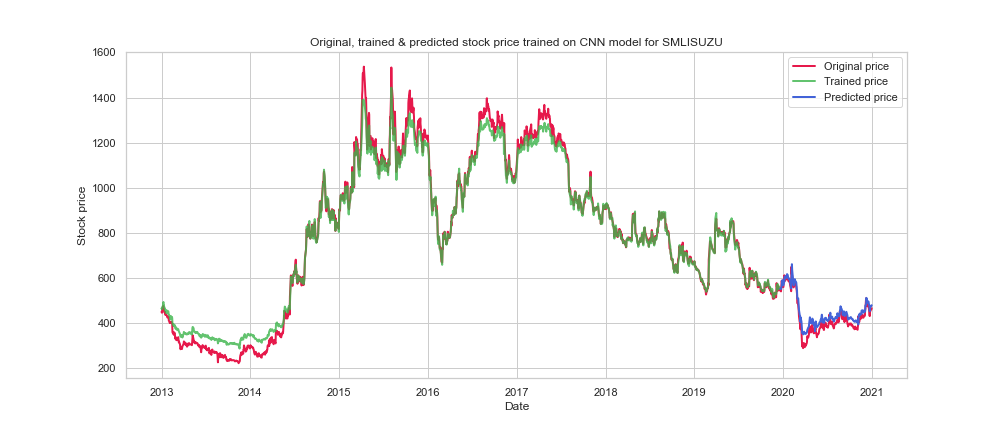 Original, trained & predicted stock price trained on CNN model for SMLISUZU
1600
1400
1200
1000
800
600
400
200
Stock price
Original price
Trained price
Predicted price
2013 2014 2015 2016 2017 2018 2019 2020 2021
Date